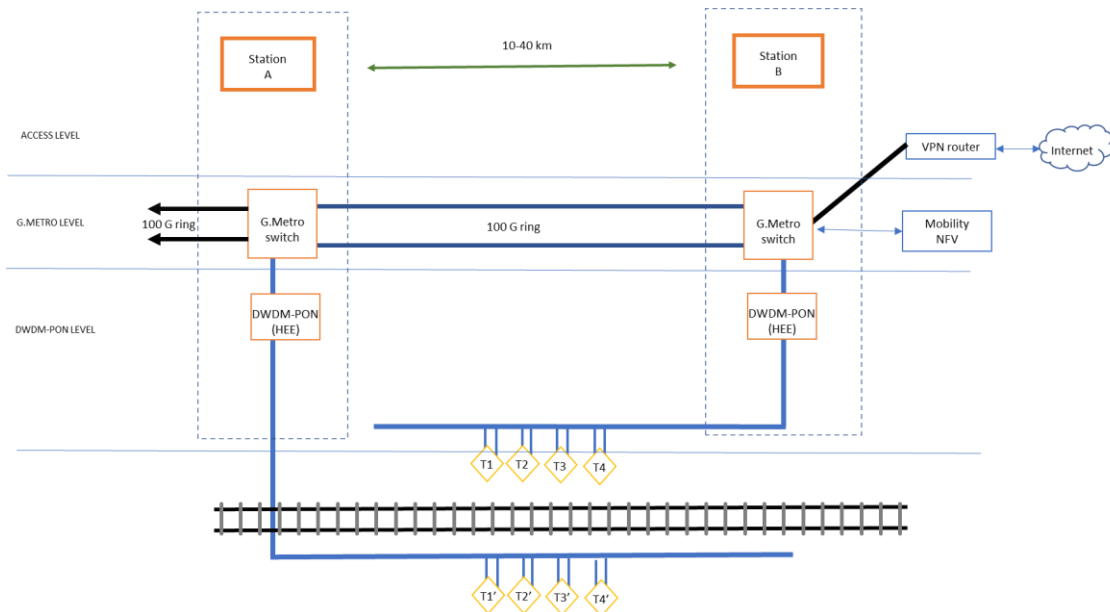 Station
A
10-40 km
Station
B
ACCESS LEVEL
VPN router
Internet
G.METRO LEVEL
100 G ring
G.Metro
switch
100 G ring
G.Metro
switch
Mobility
NFV
DWDM-PON LEVEL
DWDM-PON
(HEE)
DWDM-PON
(HEE)
T1
T2
T3
T4
T1'
T2'
T3'
T4'